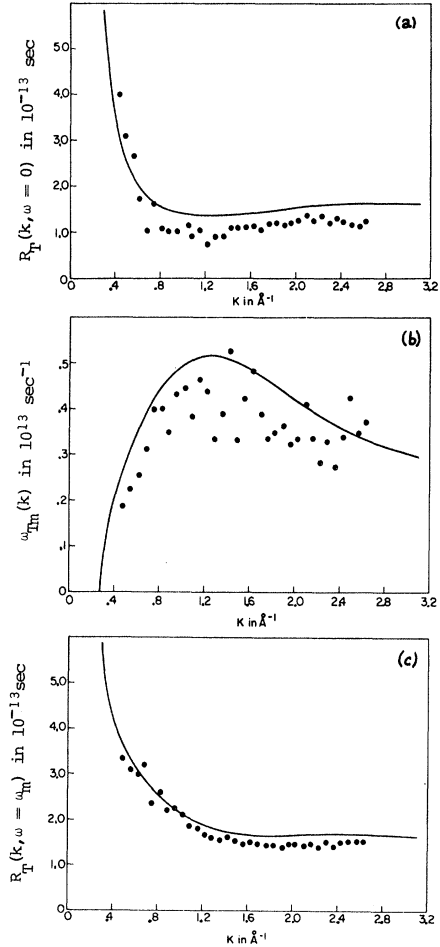 (a)
R_T(k, ω = 0) in 10⁻¹³ sec
5.0
4.0
3.0
2.0
1.0
0
0 .4 .8 1.2 1.6 2.0 2.4 2.8 3.2
K in Å⁻¹
(b)
ω_Tm(k) in 10¹³ sec⁻¹
.5
.4
.3
.2
.1
0
0 .4 .8 1.2 1.6 2.0 2.4 2.8 3.2
K in Å⁻¹
(c)
R_T(k, ω = ω_m) in 10⁻¹³ sec
5.0
4.0
3.0
2.0
1.0
0
0 .4 .8 1.2 1.6 2.0 2.4 2.8 3.2
K in Å⁻¹